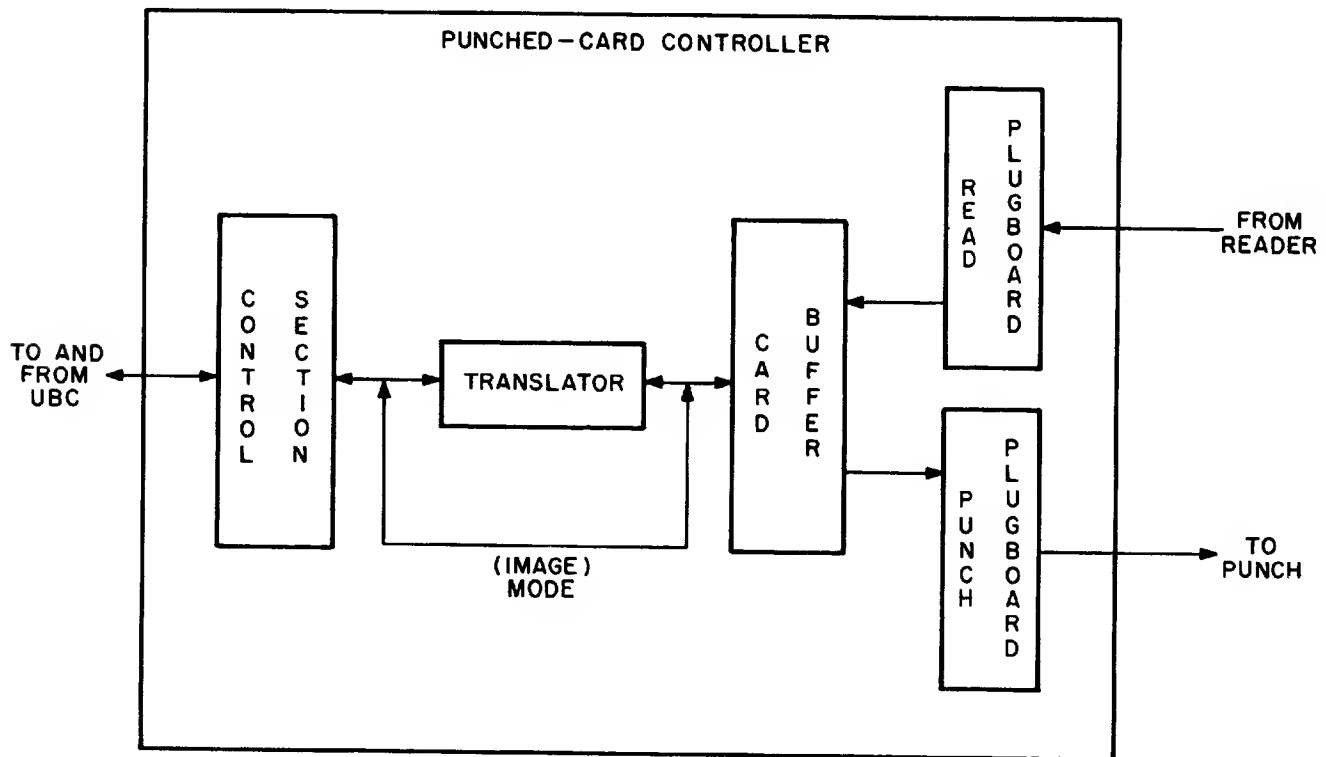 PUNCHED-CARD CONTROLLER
TO AND
FROM
UBC
CONTROL
SECTION
TRANSLATOR
(IMAGE)
MODE
CARD
BUFFER
READ
PLUGBOARD
FROM
READER
PUNCH
PLUGBOARD
TO
PUNCH